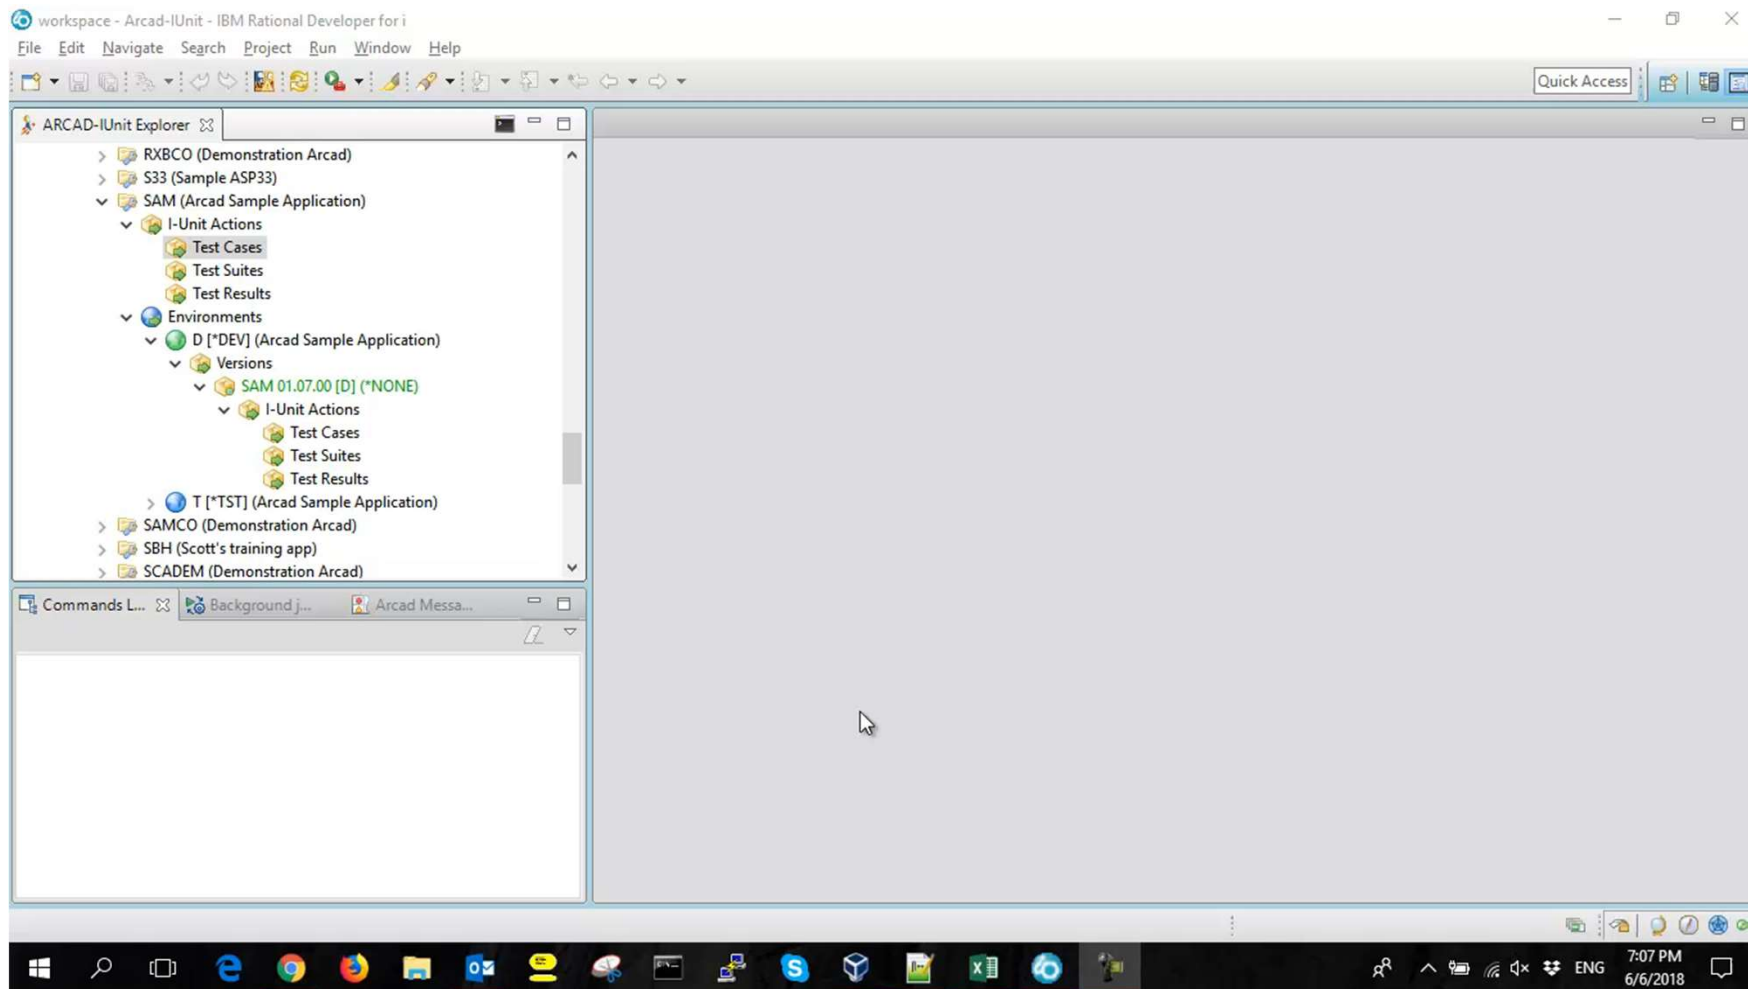 workspace - Arcad-IUnit - IBM Rational Developer for i
File Edit Navigate Search Project Run Window Help
Quick Access
ARCAD-IUnit Explorer
RXBCO (Demonstration Arcad)
S33 (Sample ASP33)
SAM (Arcad Sample Application)
I-Unit Actions
Test Cases
Test Suites
Test Results
Environments
D [*DEV] (Arcad Sample Application)
Versions
SAM 01.07.00 [D] (*NONE)
I-Unit Actions
Test Cases
Test Suites
Test Results
T [*TST] (Arcad Sample Application)
SAMCO (Demonstration Arcad)
SBH (Scott's training app)
SCADEM (Demonstration Arcad)
Commands L... Background j... Arcad Messa...
ENG
7:07 PM
6/6/2018